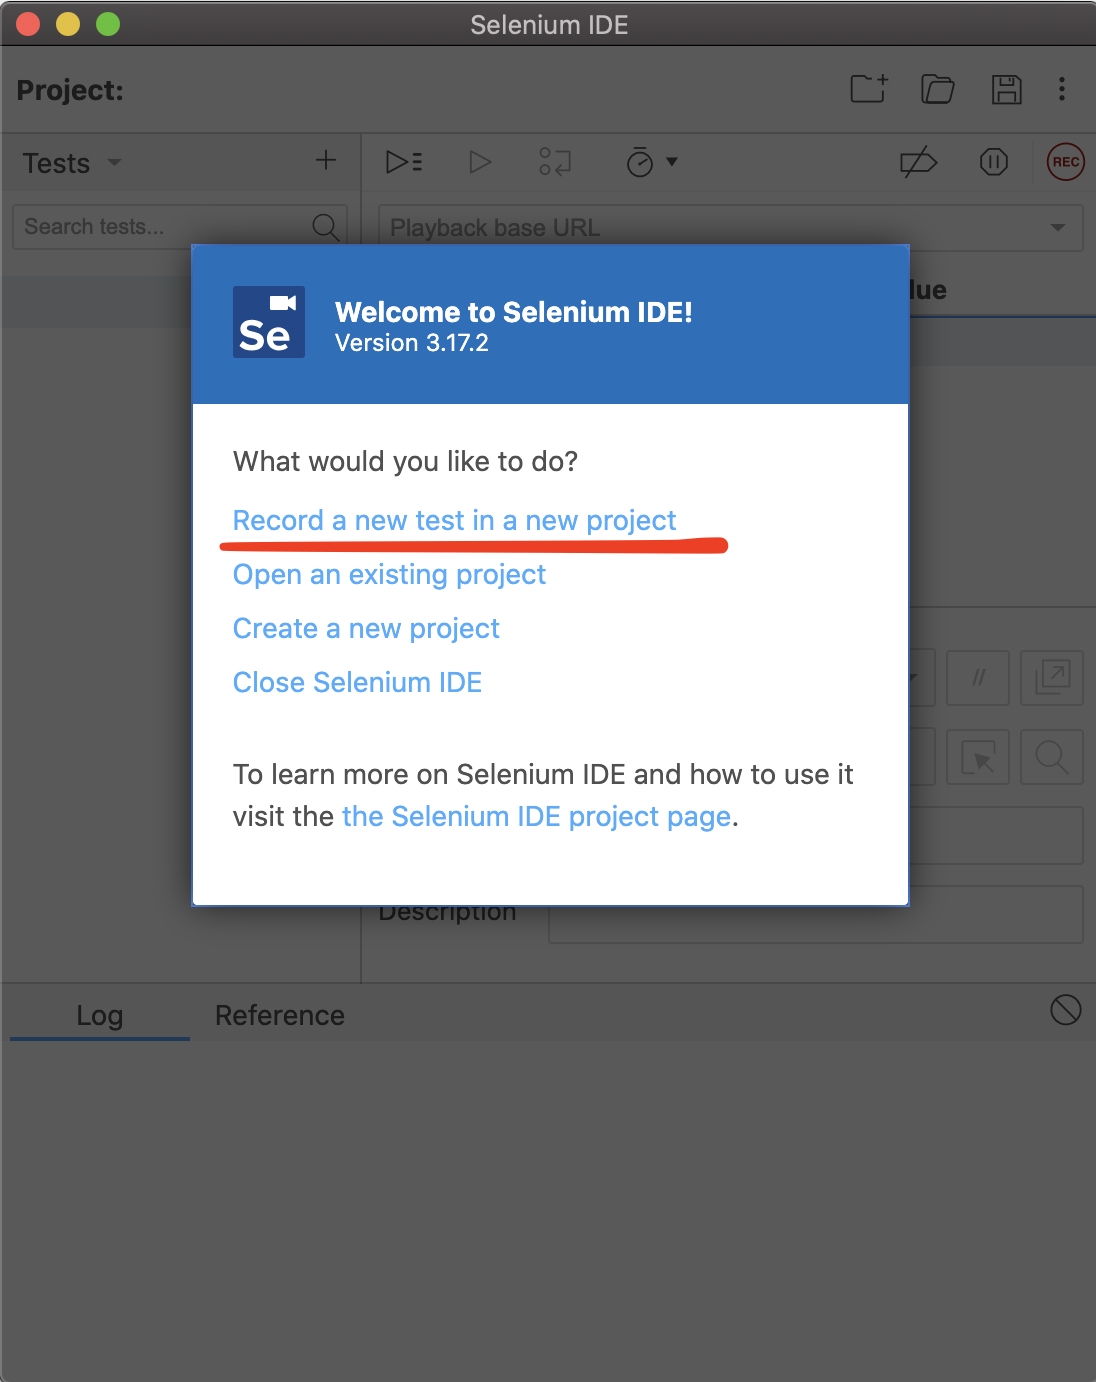 Selenium IDE
Project:
Tests
REC
Search tests...
Playback base URL
lue
Se
Welcome to Selenium IDE!
Version 3.17.2
What would you like to do?
Record a new test in a new project
Open an existing project
Create a new project
Close Selenium IDE
//
To learn more on Selenium IDE and how to use it
visit the the Selenium IDE project page.
Description
Log
Reference